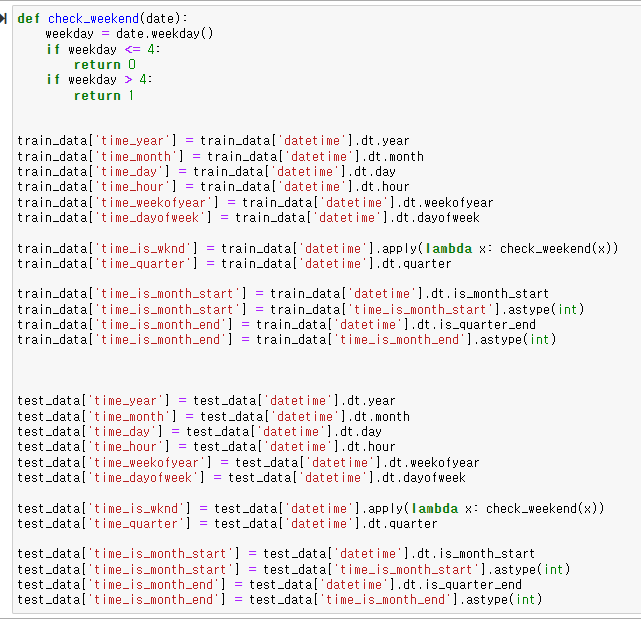 def check_weekend(date):
    weekday = date.weekday()
    if weekday <= 4:
        return 0
    if weekday > 4:
        return 1
train_data['time_year'] = train_data['datetime'].dt.year
train_data['time_month'] = train_data['datetime'].dt.month
train_data['time_day'] = train_data['datetime'].dt.day
train_data['time_hour'] = train_data['datetime'].dt.hour
train_data['time_weekofyear'] = train_data['datetime'].dt.weekofyear
train_data['time_dayofweek'] = train_data['datetime'].dt.dayofweek
train_data['time_is_wknd'] = train_data['datetime'].apply(lambda x: check_weekend(x))
train_data['time_quarter'] = train_data['datetime'].dt.quarter
train_data['time_is_month_start'] = train_data['datetime'].dt.is_month_start
train_data['time_is_month_start'] = train_data['time_is_month_start'].astype(int)
train_data['time_is_month_end'] = train_data['datetime'].dt.is_quarter_end
train_data['time_is_month_end'] = train_data['time_is_month_end'].astype(int)
test_data['time_year'] = test_data['datetime'].dt.year
test_data['time_month'] = test_data['datetime'].dt.month
test_data['time_day'] = test_data['datetime'].dt.day
test_data['time_hour'] = test_data['datetime'].dt.hour
test_data['time_weekofyear'] = test_data['datetime'].dt.weekofyear
test_data['time_dayofweek'] = test_data['datetime'].dt.dayofweek
test_data['time_is_wknd'] = test_data['datetime'].apply(lambda x: check_weekend(x))
test_data['time_quarter'] = test_data['datetime'].dt.quarter
test_data['time_is_month_start'] = test_data['datetime'].dt.is_month_start
test_data['time_is_month_start'] = test_data['time_is_month_start'].astype(int)
test_data['time_is_month_end'] = test_data['datetime'].dt.is_quarter_end
test_data['time_is_month_end'] = test_data['time_is_month_end'].astype(int)